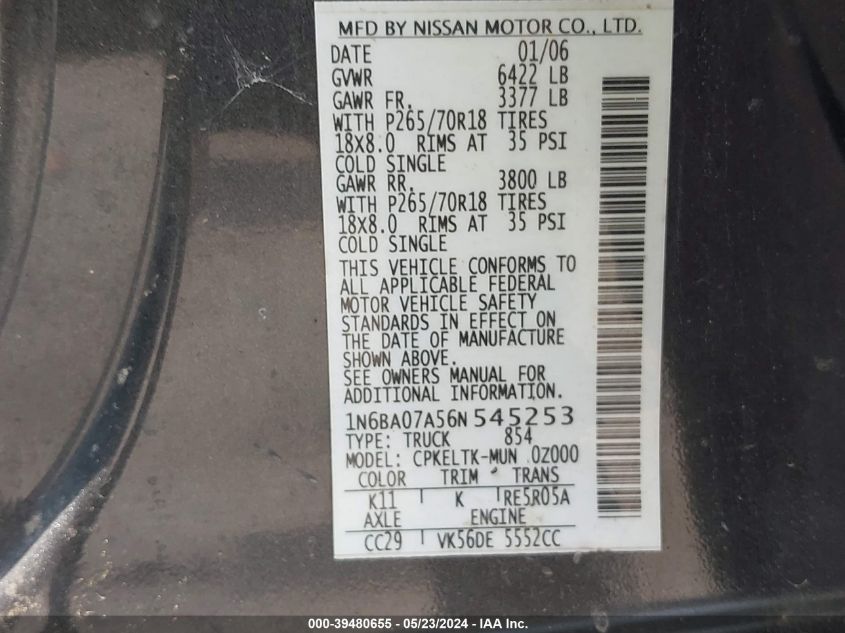 MFD BY NISSAN MOTOR CO., LTD.
DATE 01/06
GVWR 6422 LB
GAWR FR. 3377 LB
WITH P265/70R18 TIRES
18X8.0 RIMS AT 35 PSI
COLD SINGLE
GAWR RR. 3800 LB
WITH P265/70R18 TIRES
18X8.0 RIMS AT 35 PSI
COLD SINGLE
THIS VEHICLE CONFORMS TO
ALL APPLICABLE FEDERAL
MOTOR VEHICLE SAFETY
STANDARDS IN EFFECT ON
THE DATE OF MANUFACTURE
SHOWN ABOVE.
SEE OWNERS MANUAL FOR
ADDITIONAL INFORMATION.
1N6BA07A56N545253
TYPE: TRUCK 854
MODEL: CPKELTK-MUN 0Z000
COLOR TRIM TRANS
K11 K RE5R05A
AXLE ENGINE
CC29 VK56DE 5552CC
000-39480655 - 05/23/2024 - IAA Inc.